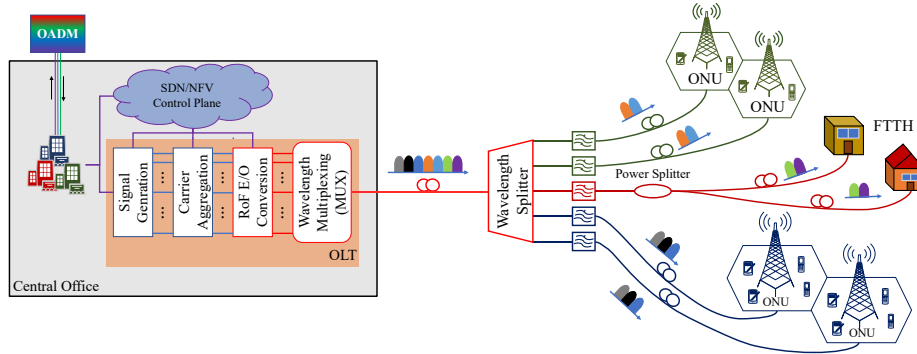 OADM
SDN/NFV
Control Plane
Signal
Genration
Carrier
Aggregation
RoF E/O
Conversion
Wavelength
Multiplexing
(MUX)
OLT
Central Office
Wavelength
Splitter
Power Splitter
ONU
ONU
FTTH
ONU
ONU